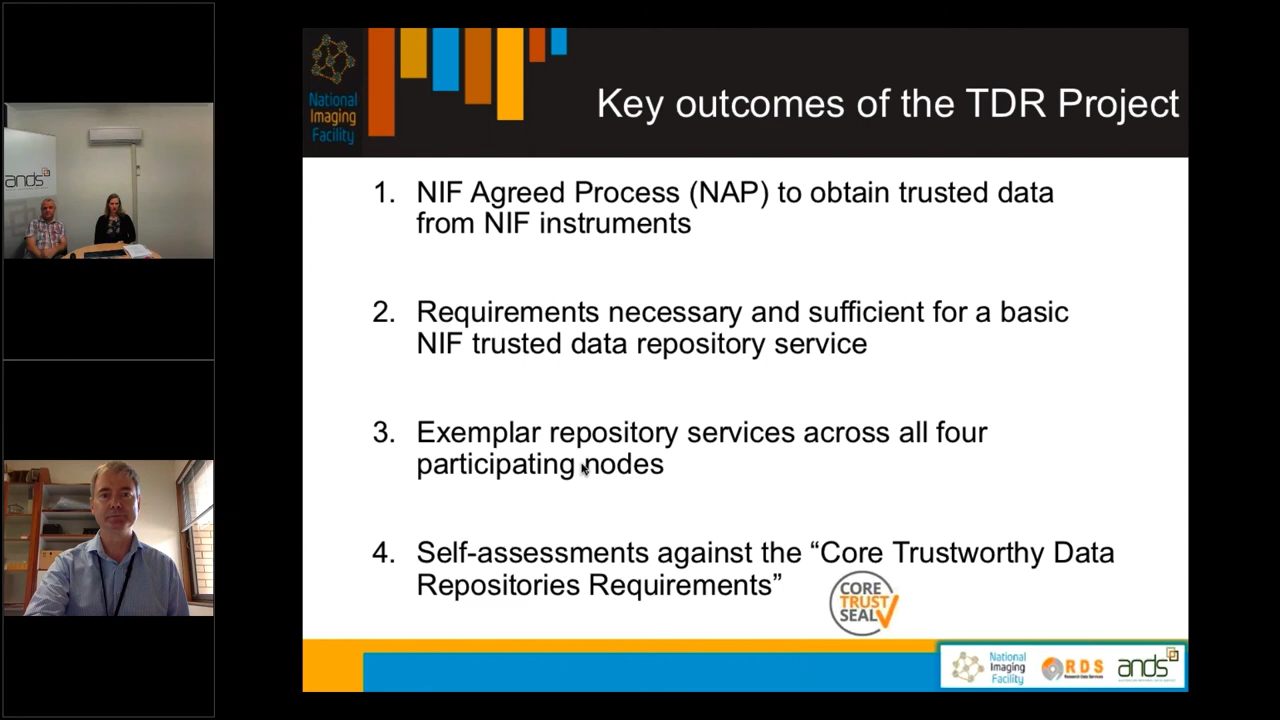 ands
National
Imaging
Facility
Key outcomes of the TDR Project
1. NIF Agreed Process (NAP) to obtain trusted data
from NIF instruments
2. Requirements necessary and sufficient for a basic
NIF trusted data repository service
3. Exemplar repository services across all four
participating nodes
4. Self-assessments against the “Core Trustworthy Data
Repositories Requirements”
CORE
TRUST
SEAL
National
Imaging
Facility
RDS
Research Data Services
ands